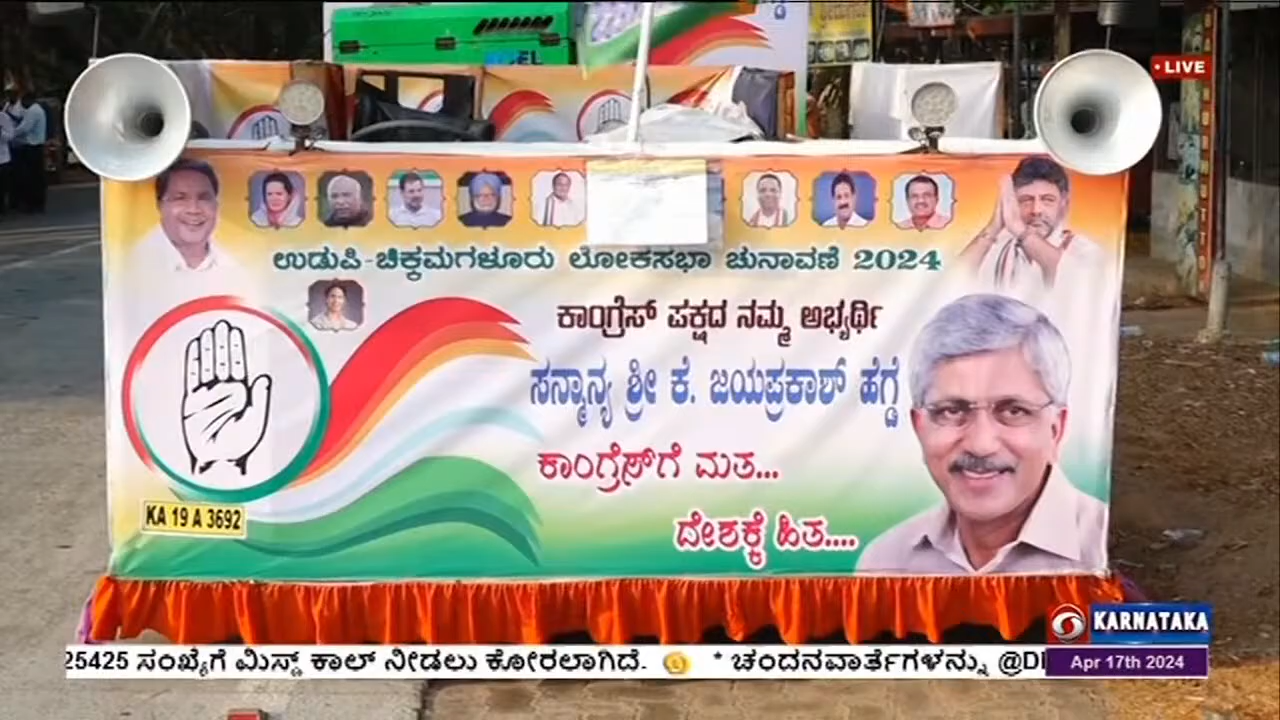 LIVE
ಉಡುಪಿ-ಚಿಕ್ಕಮಗಳೂರು ಲೋಕಸಭಾ ಚುನಾವಣೆ 2024
ಕಾಂಗ್ರೆಸ್ ಪಕ್ಷದ ನಮ್ಮ ಅಭ್ಯರ್ಥಿ
ಸನ್ಮಾನ್ಯ ಶ್ರೀ ಕೆ. ಜಯಪ್ರಕಾಶ್ ಹೆಗ್ಡೆ
ಕಾಂಗ್ರೆಸ್‌ಗೆ ಮತ...
KA 19 A 3692
ದೇಶಕ್ಕೆ ಹಿತ....
KARNATAKA
25425 ಸಂಖ್ಯೆಗೆ ಮಿಸ್ಡ್ ಕಾಲ್ ನೀಡಲು ಕೋರಲಾಗಿದೆ. * ಚಂದನವಾರ್ತೆಗಳನ್ನು
Apr 17th 2024